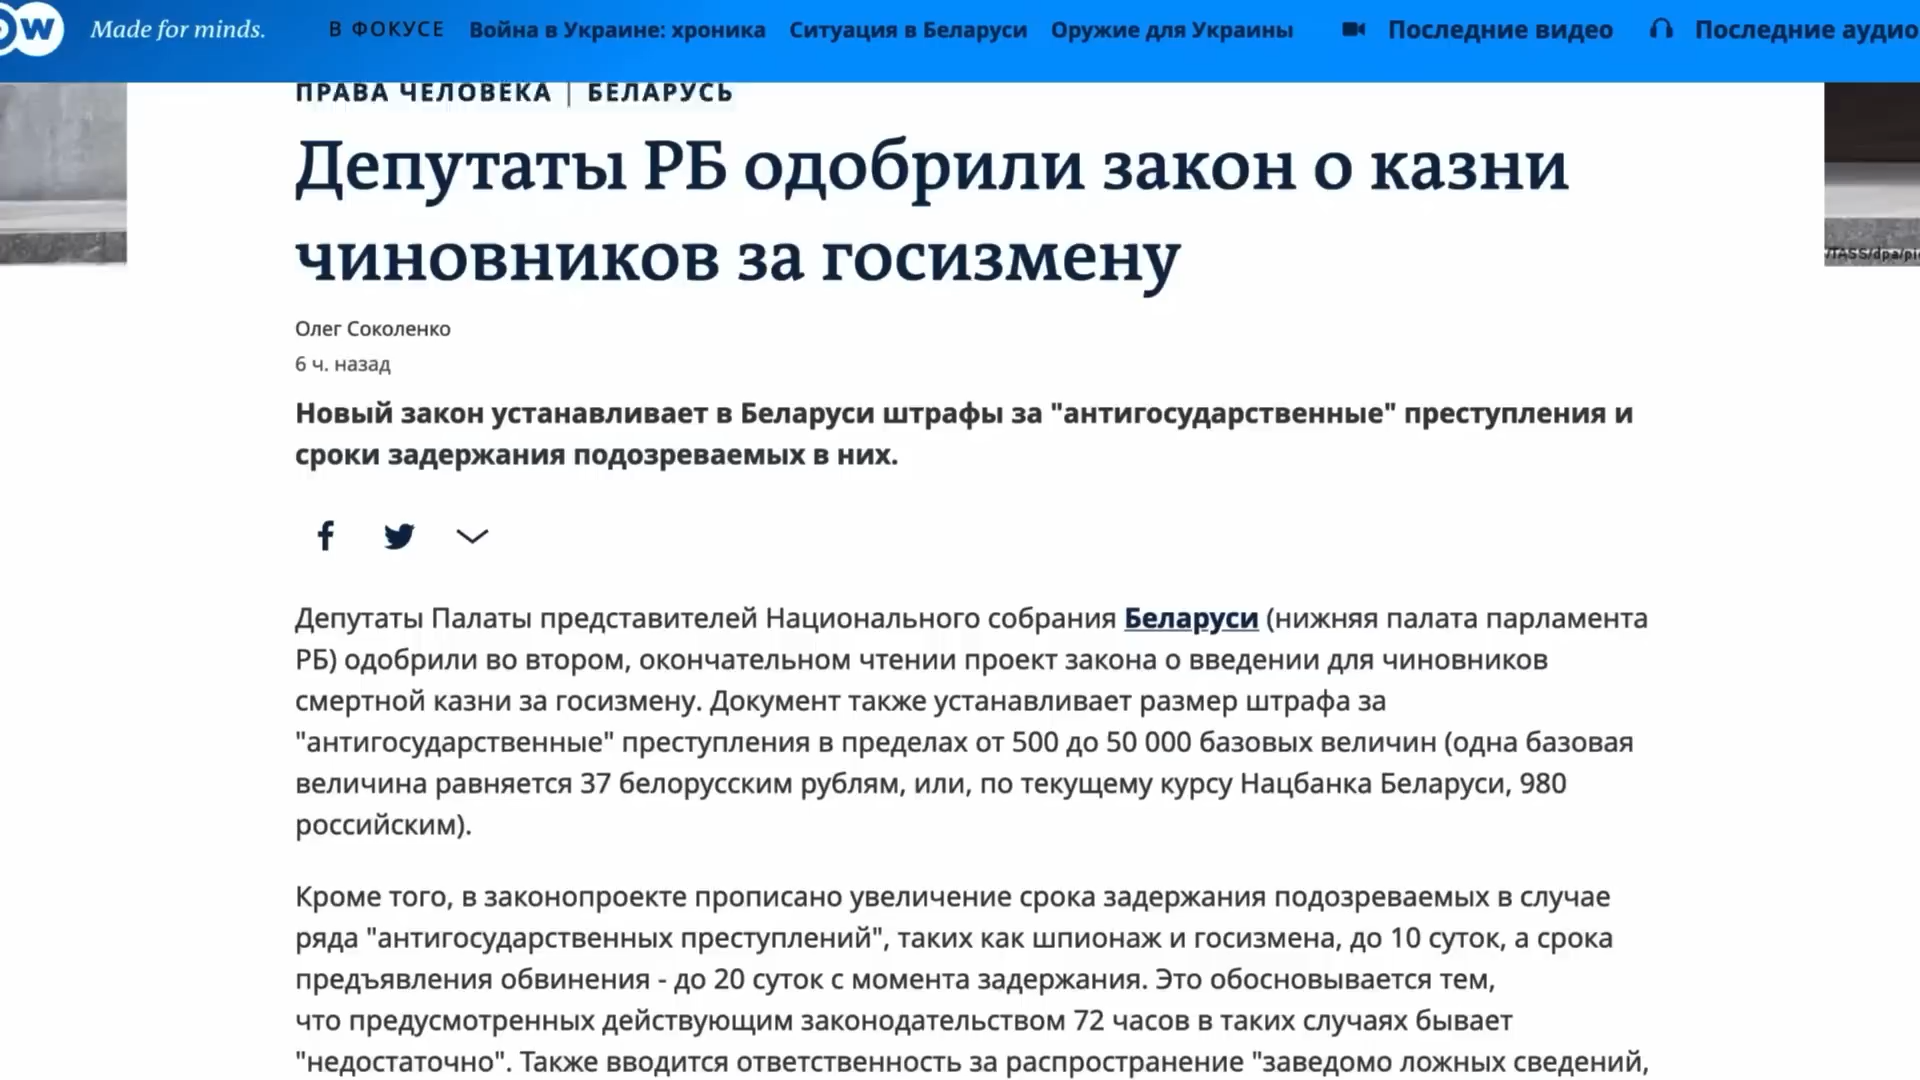 DW Made for minds. В ФОКУСЕ Война в Украине: хроника Ситуация в Беларуси Оружие для Украины Последние видео Последние аудио
ПРАВА ЧЕЛОВЕКА | БЕЛАРУСЬ
Депутаты РБ одобрили закон о казни
чиновников за госизмену
/TASS/dpa/pi
Олег Соколенко
6 ч. назад
Новый закон устанавливает в Беларуси штрафы за "антигосударственные" преступления и
сроки задержания подозреваемых в них.
Депутаты Палаты представителей Национального собрания Беларуси (нижняя палата парламента
РБ) одобрили во втором, окончательном чтении проект закона о введении для чиновников
смертной казни за госизмену. Документ также устанавливает размер штрафа за
"антигосударственные" преступления в пределах от 500 до 50 000 базовых величин (одна базовая
величина равняется 37 белорусским рублям, или, по текущему курсу Нацбанка Беларуси, 980
российским).
Кроме того, в законопроекте прописано увеличение срока задержания подозреваемых в случае
ряда "антигосударственных преступлений", таких как шпионаж и госизмена, до 10 суток, а срока
предъявления обвинения - до 20 суток с момента задержания. Это обосновывается тем,
что предусмотренных действующим законодательством 72 часов в таких случаях бывает
"недостаточно". Также вводится ответственность за распространение "заведомо ложных сведений,